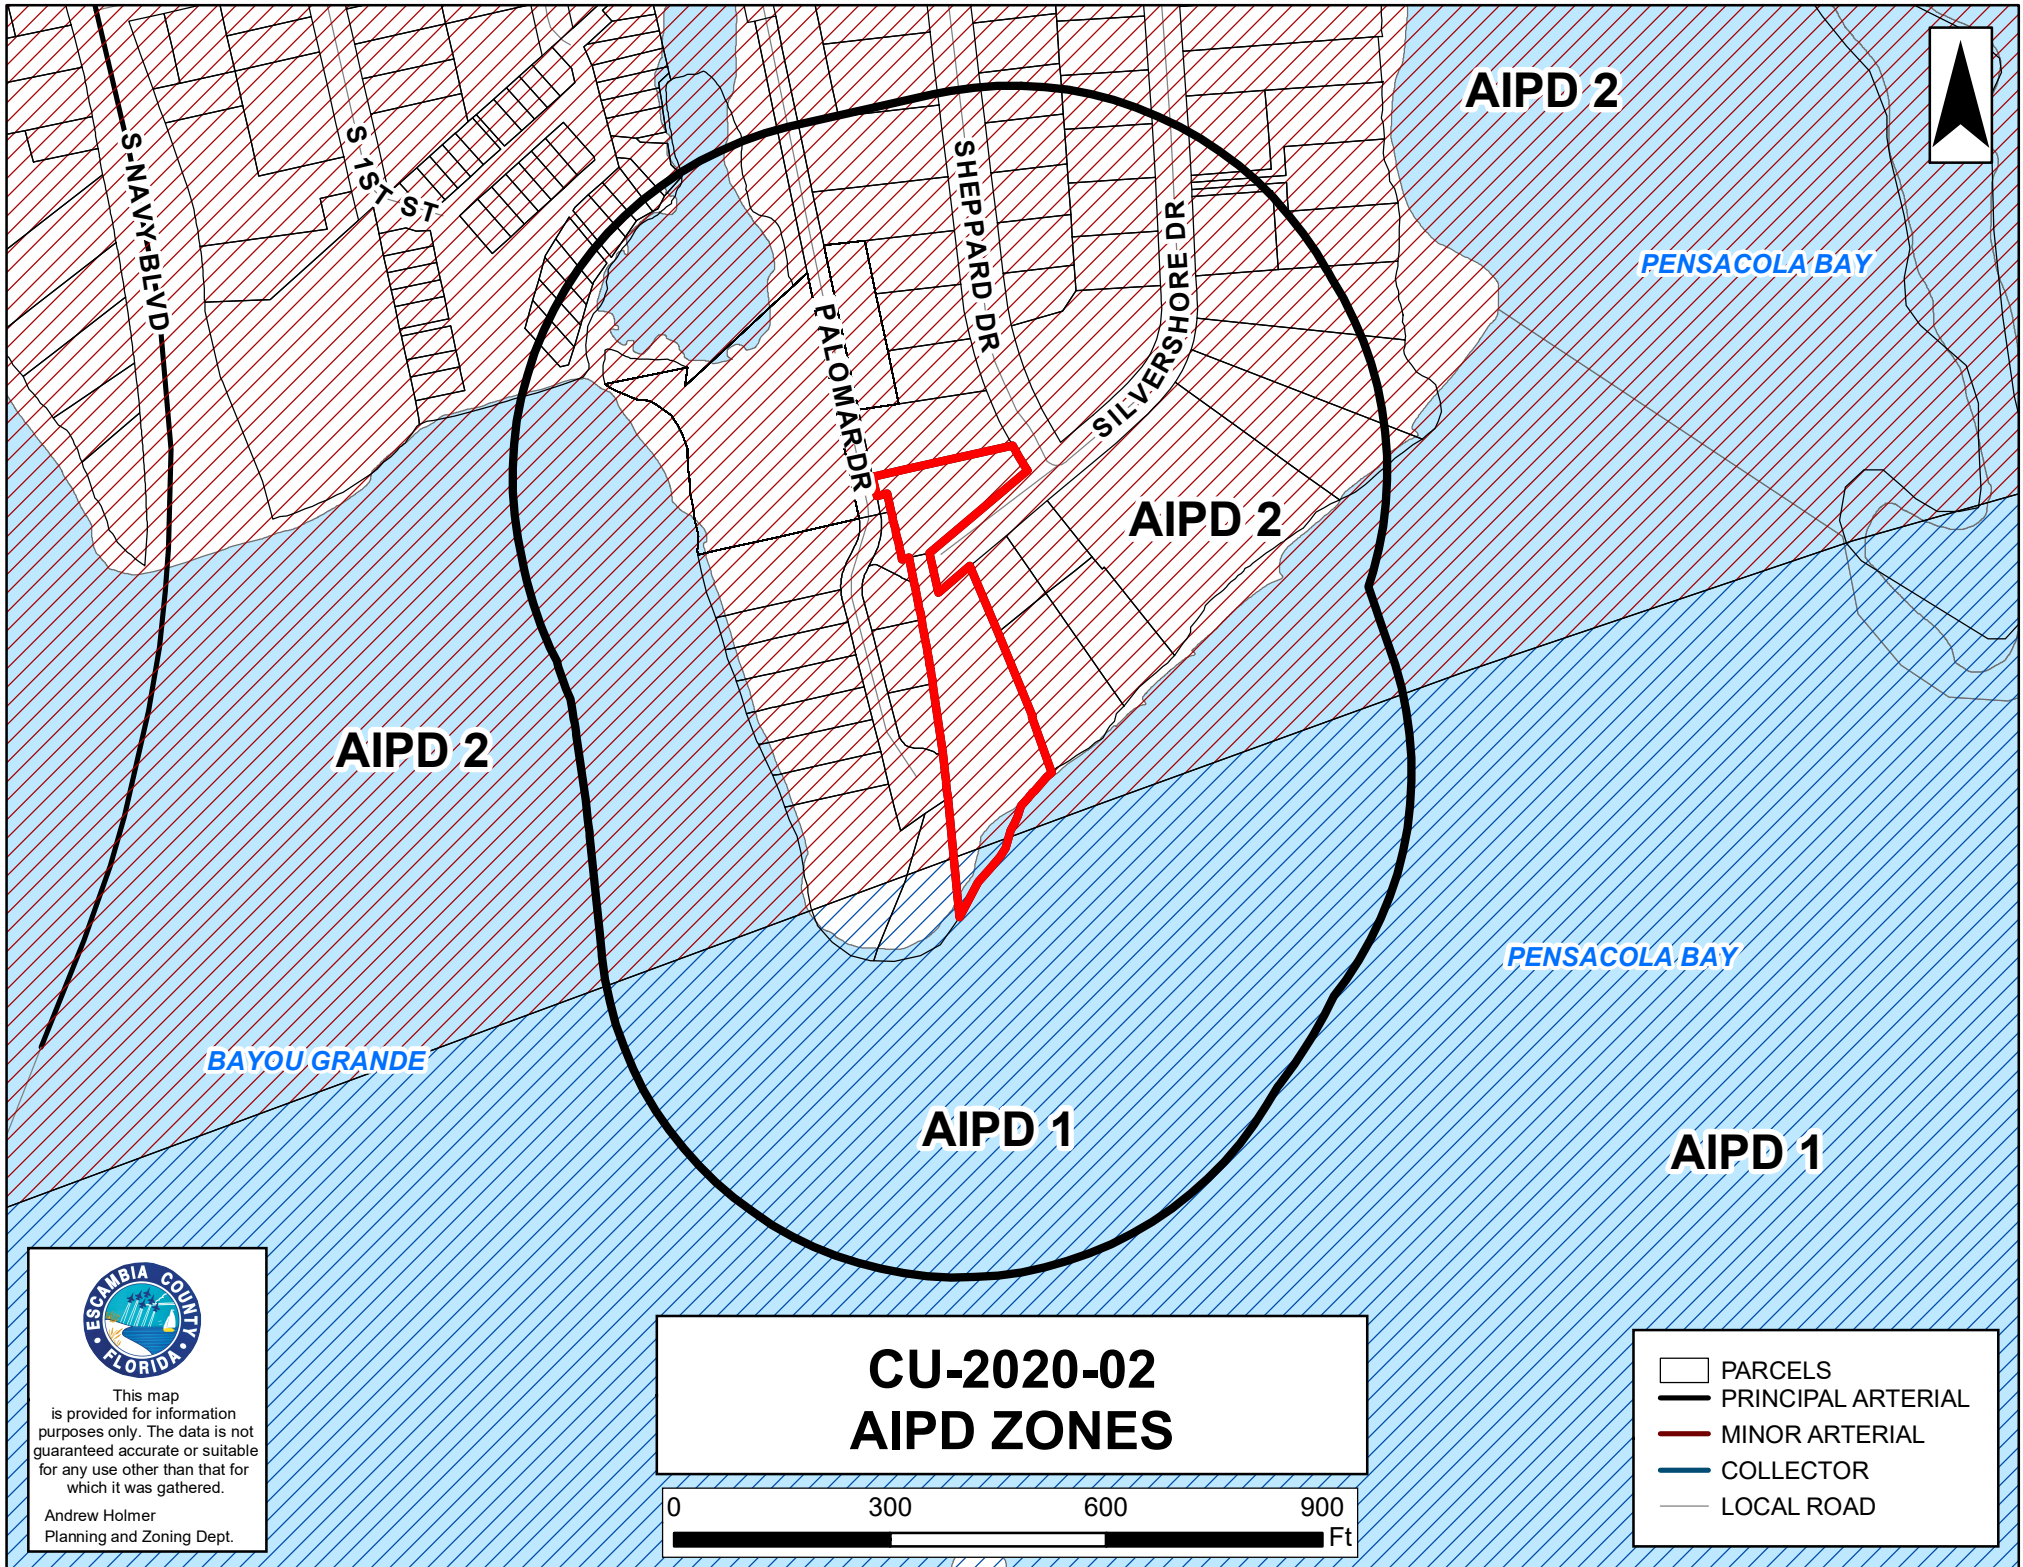 AIPD 2
S NAVY BLVD
S 1ST ST
SHEPPARD DR
SILVERSHORE DR
PALOMAR DR
PENSACOLA BAY
AIPD 2
AIPD 2
PENSACOLA BAY
BAYOU GRANDE
AIPD 1
AIPD 1
ESCAMBIA COUNTY
FLORIDA
This map
is provided for information
purposes only. The data is not
guaranteed accurate or suitable
for any use other than that for
which it was gathered.
Andrew Holmer
Planning and Zoning Dept.
CU-2020-02
AIPD ZONES
0 300 600 900
Ft
PARCELS
PRINCIPAL ARTERIAL
MINOR ARTERIAL
COLLECTOR
LOCAL ROAD